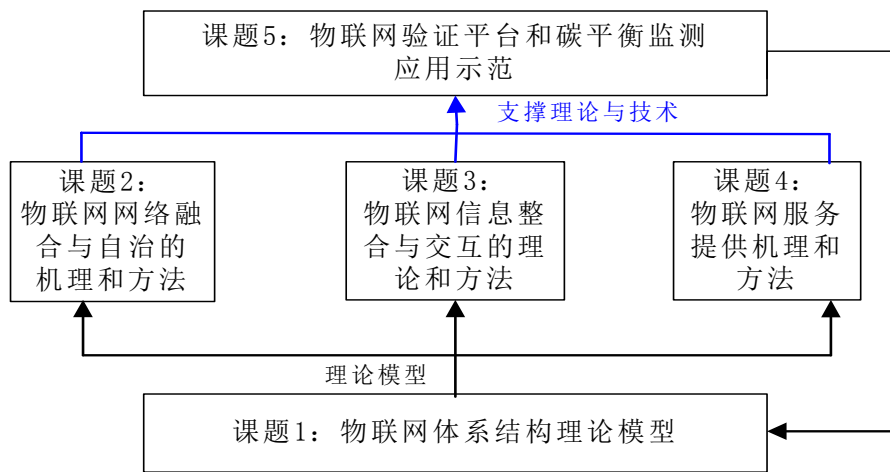 课题5：物联网验证平台和碳平衡监测
应用示范
支撑理论与技术
课题2：
物联网网络融
合与自治的
机理和方法
课题3：
物联网信息整
合与交互的理
论和方法
课题4：
物联网服务
提供机理和
方法
理论模型
课题1：物联网体系结构理论模型